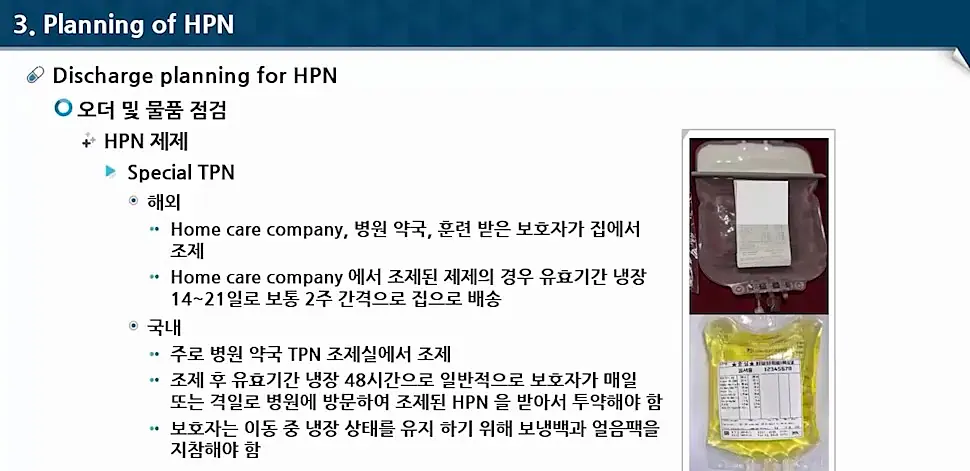 3. Planning of HPN
Discharge planning for HPN
오더 및 물품 점검
HPN 제제
Special TPN
해외
Home care company, 병원 약국, 훈련 받은 보호자가 집에서
조제
Home care company 에서 조제된 제제의 경우 유효기간 냉장
14~21일로 보통 2주 간격으로 집으로 배송
국내
주로 병원 약국 TPN 조제실에서 조제
조제 후 유효기간 냉장 48시간으로 일반적으로 보호자가 매일
또는 격일로 병원에 방문하여 조제된 HPN 을 받아서 투약해야 함
보호자는 이동 중 냉장 상태를 유지 하기 위해 보냉백과 얼음팩을
지참해야 함
12345678